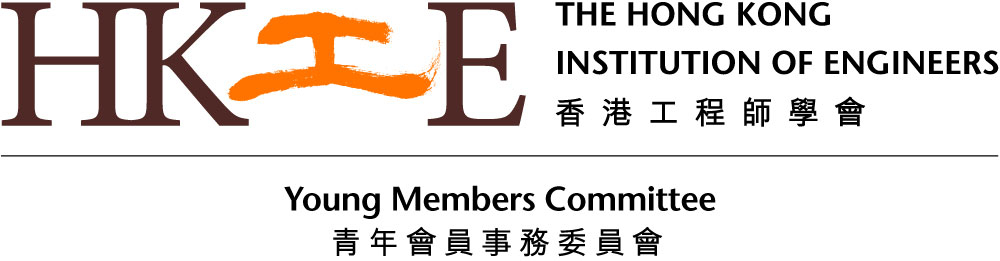 HK工E
THE HONG KONG
INSTITUTION OF ENGINEERS
香港工程師學會
Young Members Committee
青年會員事務委員會